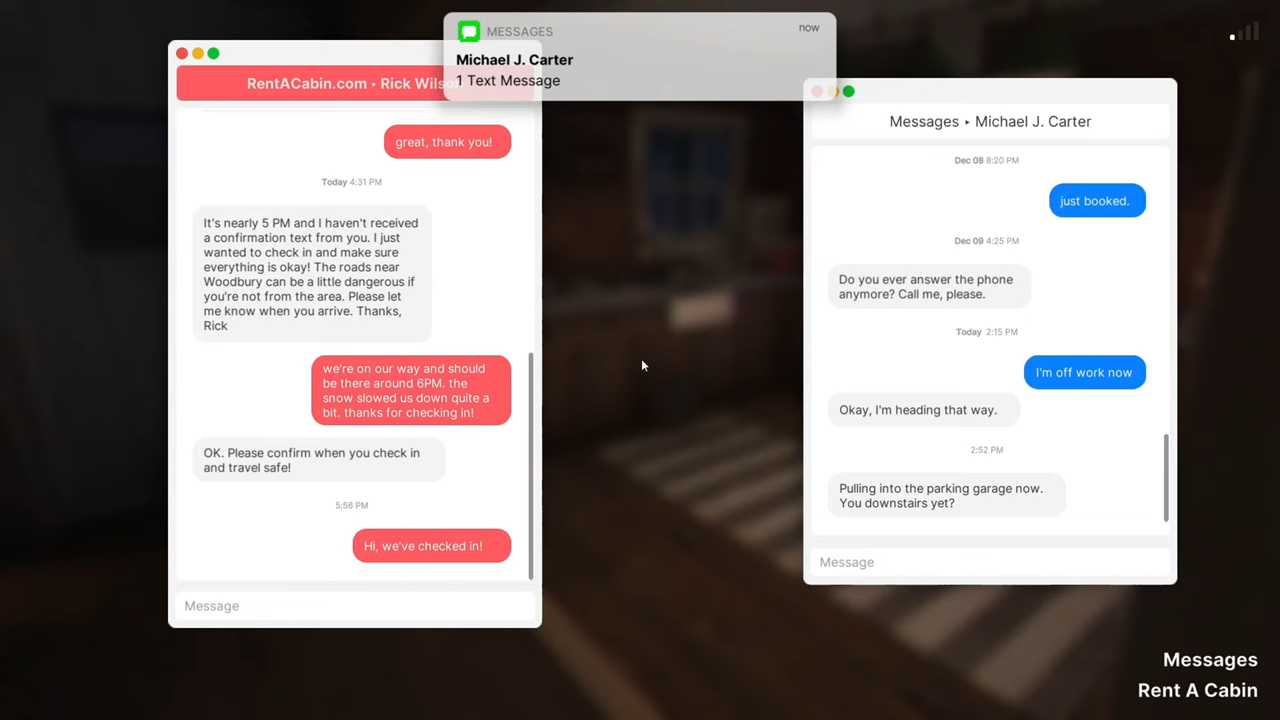 MESSAGES
now
Michael J. Carter
1 Text Message
RentACabin.com ‣ Rick Wilson
great, thank you!
Today 4:31 PM
It's nearly 5 PM and I haven't received
a confirmation text from you. I just
wanted to check in and make sure
everything is okay! The roads near
Woodbury can be a little dangerous if
you're not from the area. Please let
me know when you arrive. Thanks,
Rick
we're on our way and should
be there around 6PM. the
snow slowed us down quite a
bit. thanks for checking in!
OK. Please confirm when you check in
and travel safe!
5:56 PM
Hi, we've checked in!
Message
Messages ‣ Michael J. Carter
Dec 08 8:20 PM
just booked.
Dec 09 4:25 PM
Do you ever answer the phone
anymore? Call me, please.
Today 2:15 PM
I'm off work now
Okay, I'm heading that way.
2:52 PM
Pulling into the parking garage now.
You downstairs yet?
Message
Messages
Rent A Cabin